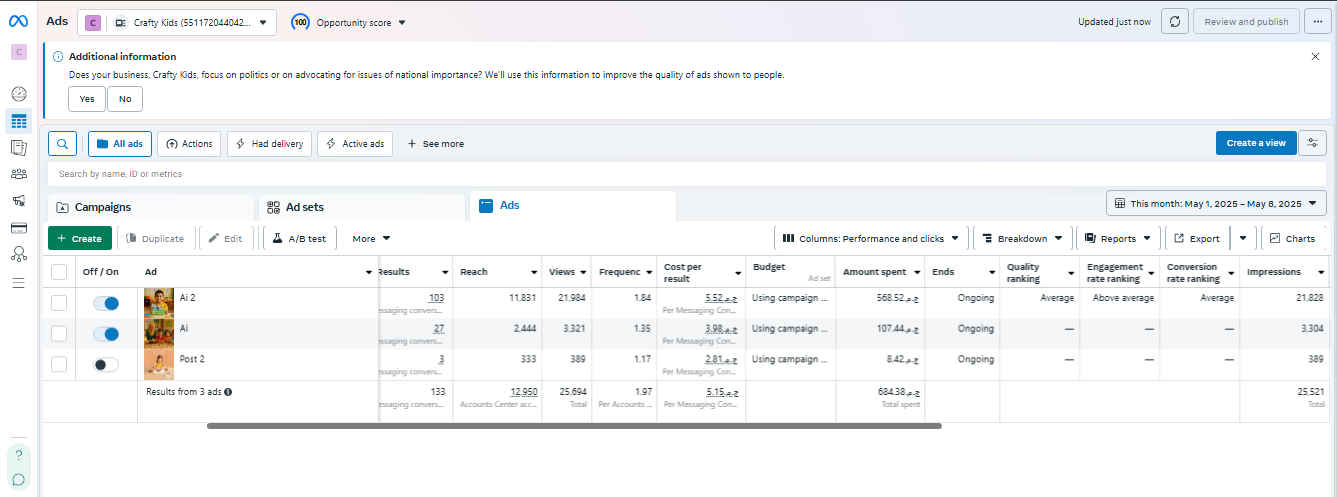 Ads C Crafty Kids (551172044042... 100 Opportunity score Updated just now Review and publish
C
Additional information
Does your business, Crafty Kids, focus on politics or on advocating for issues of national importance? We'll use this information to improve the quality of ads shown to people.
Yes No
All ads Actions Had delivery Active ads + See more Create a view
Search by name, ID or metrics
Campaigns Ad sets Ads This month: May 1, 2025 – May 8, 2025
+ Create Duplicate Edit A/B test More Columns: Performance and clicks Breakdown Reports Export Charts
Off / On Ad Results Reach Views Frequenc Cost per result Budget Ad set Amount spent Ends Quality ranking Engagement rate ranking Conversion rate ranking Impressions
Ai 2 103 11,831 21,984 1.84 5.52ج.م. Using campaign ... 568.52ج.م. Ongoing Average Above average Average 21,828
essaging convers... Per Messaging Con...
Ai 27 2,444 3,321 1.35 3.98ج.م. Using campaign ... 107.44ج.م. Ongoing — — — 3,304
essaging convers... Per Messaging Con...
Post 2 3 333 389 1.17 2.81ج.م. Using campaign ... 8.42ج.م. Ongoing — — — 389
essaging convers... Per Messaging Con...
Results from 3 ads 133 12,950 25,694 1.97 5.15ج.م. 684.38ج.م. 25,521
essaging convers... Accounts Center acc... Total Per Accounts ... Per Messaging Con... Total spent Total
?